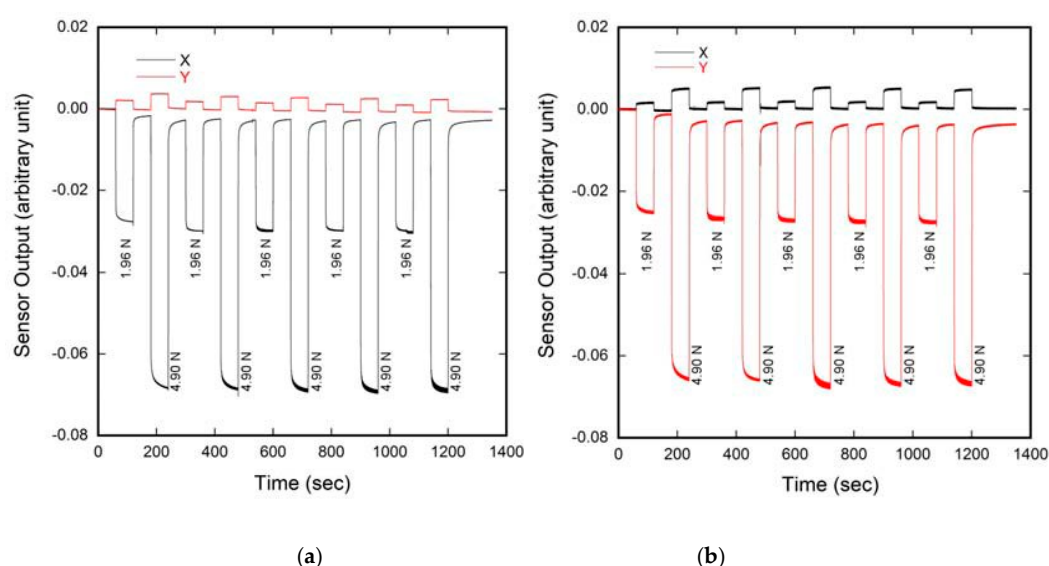 0.02
0.00
-0.02
-0.04
-0.06
-0.08
Sensor Output (arbitrary unit)
X
Y
1.96 N
1.96 N
1.96 N
1.96 N
1.96 N
4.90 N
4.90 N
4.90 N
4.90 N
4.90 N
0 200 400 600 800 1000 1200 1400
Time (sec)
(a)
0.02
0.00
-0.02
-0.04
-0.06
-0.08
Sensor Output (arbitrary unit)
X
Y
1.96 N
1.96 N
1.96 N
1.96 N
1.96 N
4.90 N
4.90 N
4.90 N
4.90 N
4.90 N
0 200 400 600 800 1000 1200 1400
Time (sec)
(b)